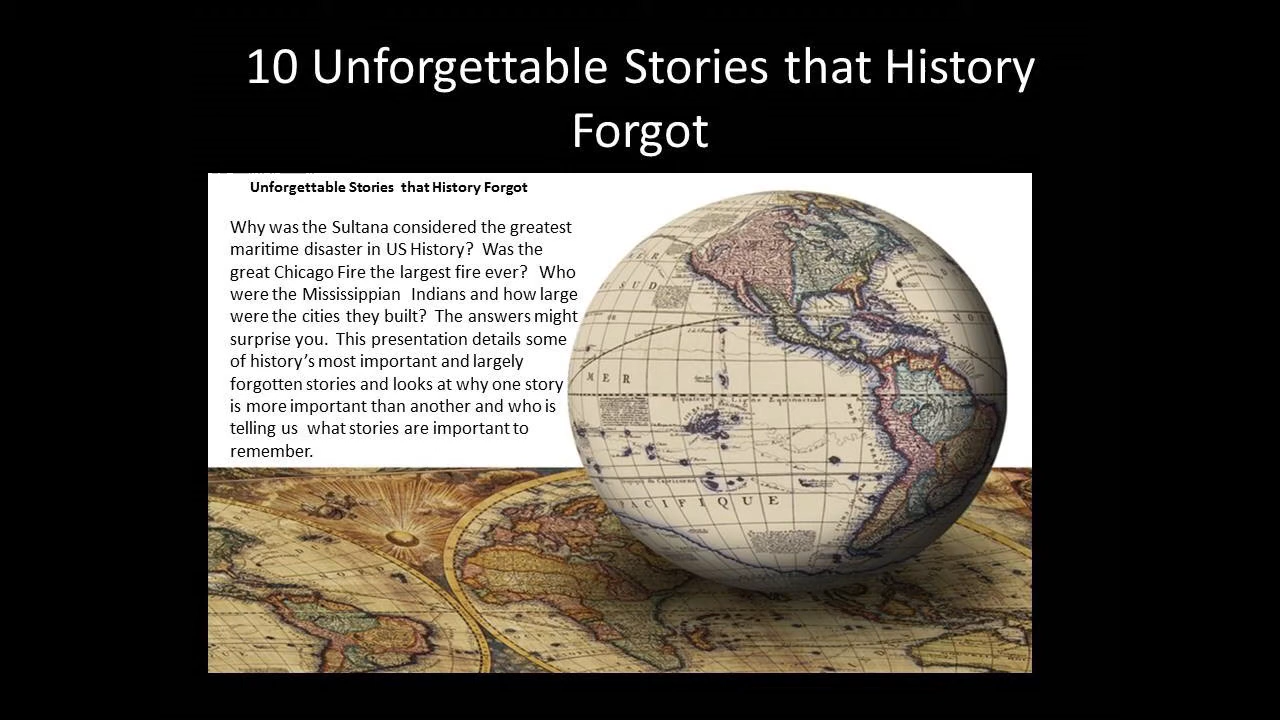 10 Unforgettable Stories that History
Forgot
Unforgettable Stories that History Forgot
Why was the Sultana considered the greatest
maritime disaster in US History? Was the
great Chicago Fire the largest fire ever? Who
were the Mississippian Indians and how large
were the cities they built? The answers might
surprise you. This presentation details some
of history's most important and largely
forgotten stories and looks at why one story
is more important than another and who is
telling us what stories are important to
remember.
MER
SUD
MER
PACIFIQUE